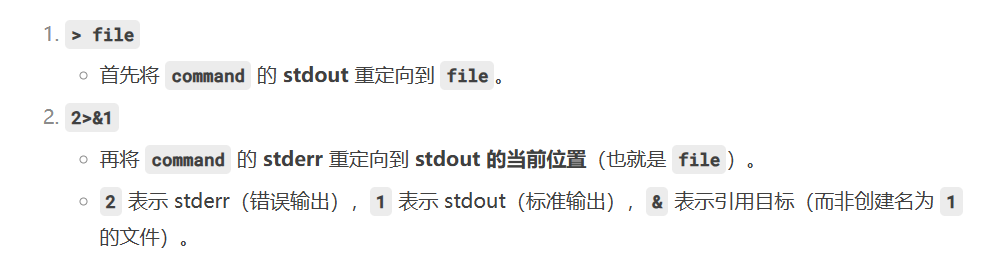 1. > file
○ 首先将 command 的 stdout 重定向到 file。
2. 2>&1
○ 再将 command 的 stderr 重定向到 stdout 的当前位置（也就是 file）。
○ 2 表示 stderr（错误输出），1 表示 stdout（标准输出），& 表示引用目标（而非创建名为 1
的文件）。